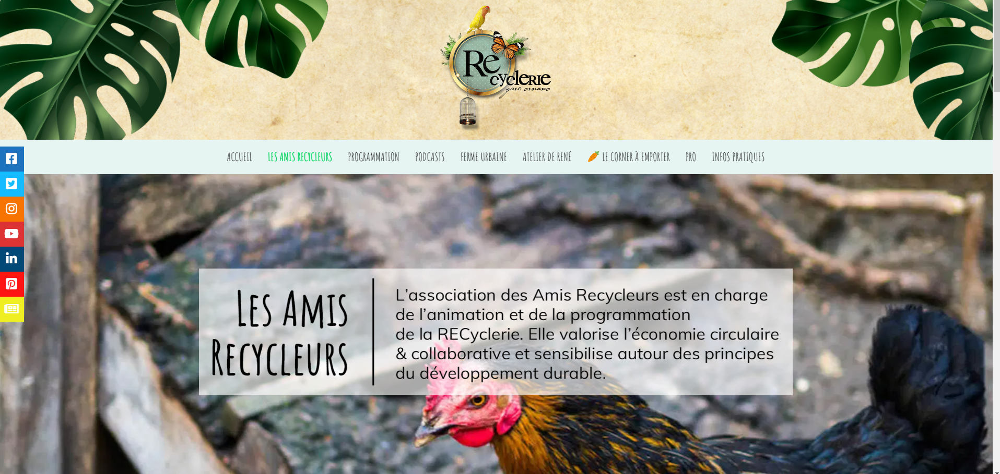 Re
cyclerie
gare ornano
ACCUEIL LES AMIS RECYCLEURS PROGRAMMATION PODCASTS FERME URBAINE ATELIER DE RENÉ LE CORNER À EMPORTER PRO INFOS PRATIQUES
Les Amis
Recycleurs
L’association des Amis Recycleurs est en charge
de l’animation et de la programmation
de la RECyclerie. Elle valorise l’économie circulaire
& collaborative et sensibilise autour des principes
du développement durable.